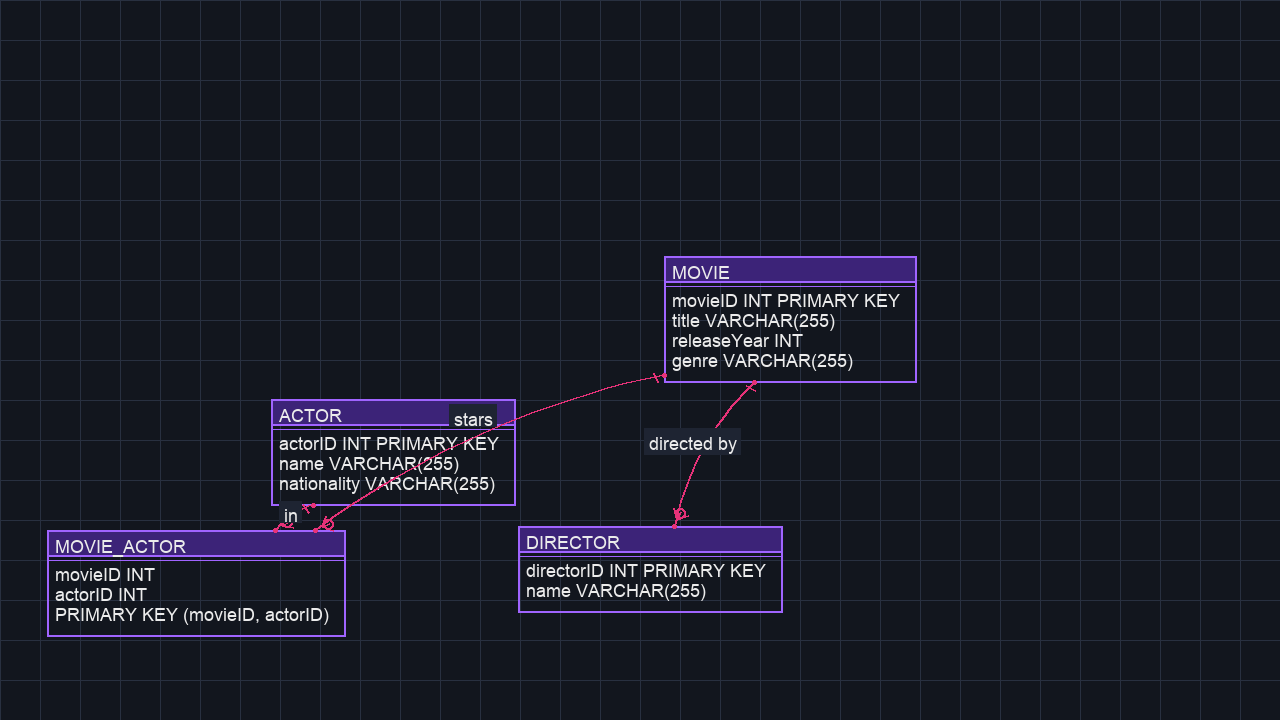 MOVIE
movieID INT PRIMARY KEY
title VARCHAR(255)
releaseYear INT
genre VARCHAR(255)
ACTOR
stars
actorID INT PRIMARY KEY
name VARCHAR(255)
nationality VARCHAR(255)
directed by
in
MOVIE_ACTOR
movieID INT
actorID INT
PRIMARY KEY (movieID, actorID)
DIRECTOR
directorID INT PRIMARY KEY
name VARCHAR(255)